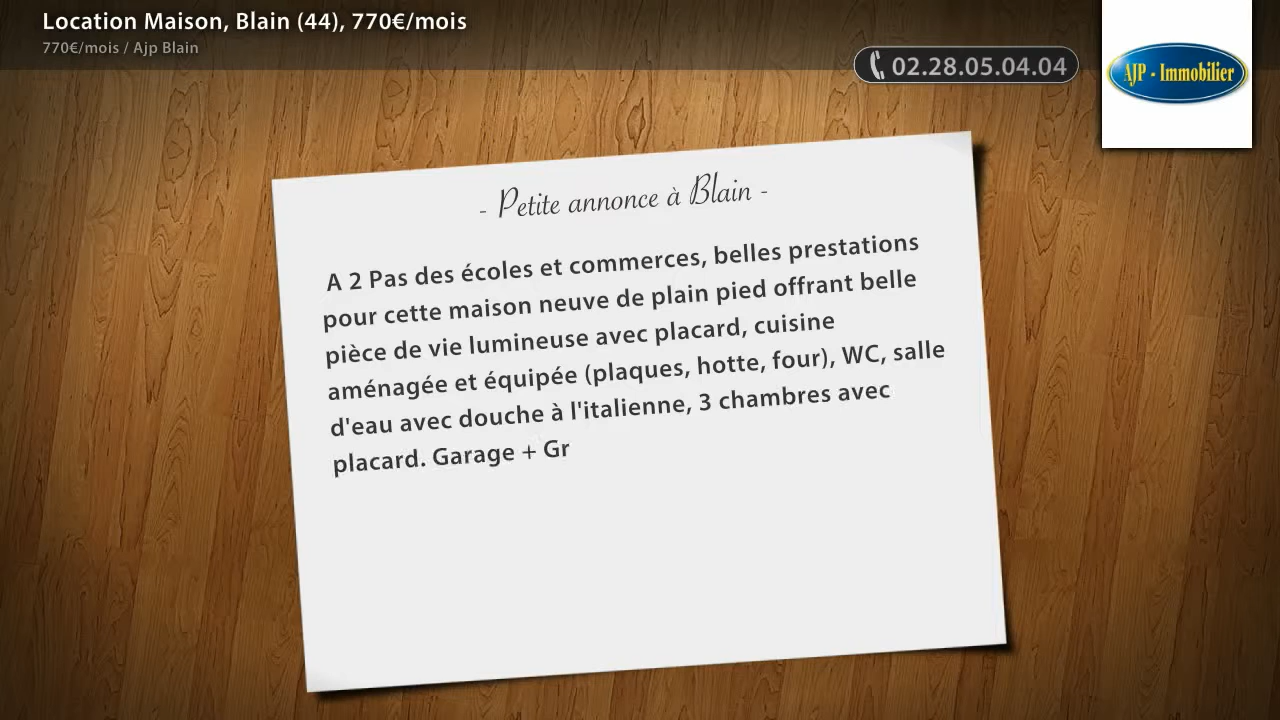 Location Maison, Blain (44), 770€/mois
770€/mois / Ajp Blain
02.28.05.04.04
AJP - Immobilier
- Petite annonce à Blain -
A 2 Pas des écoles et commerces, belles prestations
pour cette maison neuve de plain pied offrant belle
pièce de vie lumineuse avec placard, cuisine
aménagée et équipée (plaques, hotte, four), WC, salle
d'eau avec douche à l'italienne, 3 chambres avec
placard. Garage + Gr